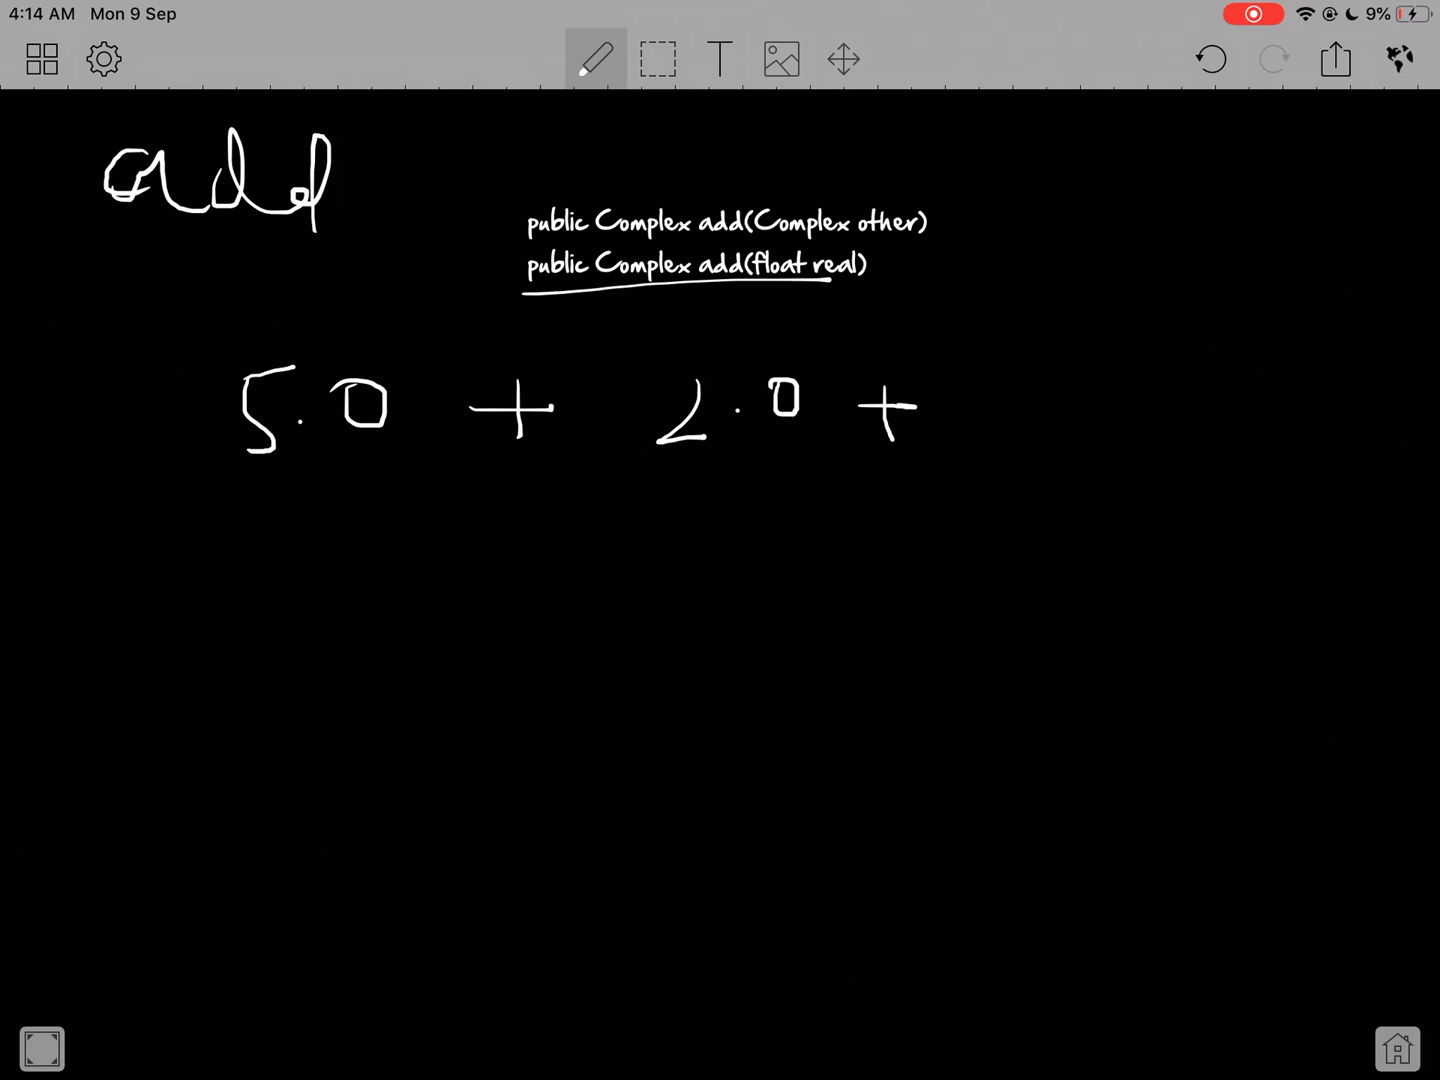 4:14 AM Mon 9 Sep 9%
T
add
public Complex add(Complex other)
public Complex add(float real)
5.0 + 2.0 +